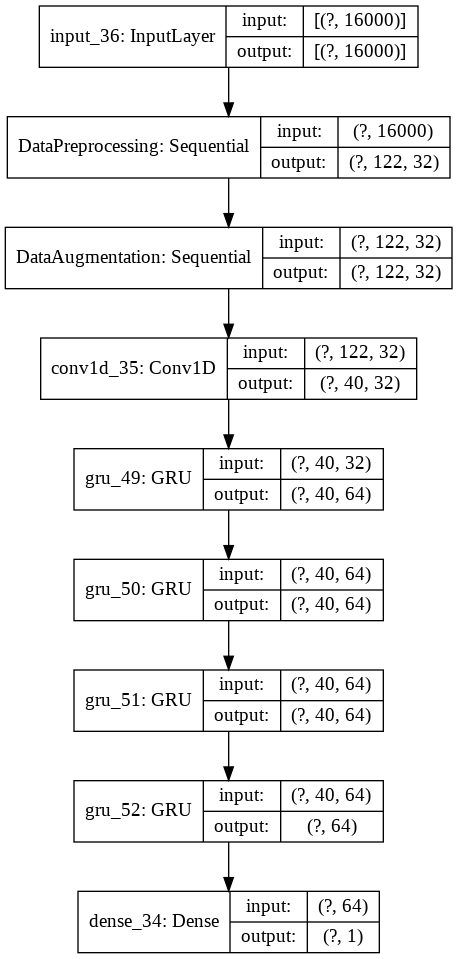 input_36: InputLayer
input: [(?, 16000)]
output: [(?, 16000)]
DataPreprocessing: Sequential
input: (?, 16000)
output: (?, 122, 32)
DataAugmentation: Sequential
input: (?, 122, 32)
output: (?, 122, 32)
conv1d_35: Conv1D
input: (?, 122, 32)
output: (?, 40, 32)
gru_49: GRU
input: (?, 40, 32)
output: (?, 40, 64)
gru_50: GRU
input: (?, 40, 64)
output: (?, 40, 64)
gru_51: GRU
input: (?, 40, 64)
output: (?, 40, 64)
gru_52: GRU
input: (?, 40, 64)
output: (?, 64)
dense_34: Dense
input: (?, 64)
output: (?, 1)